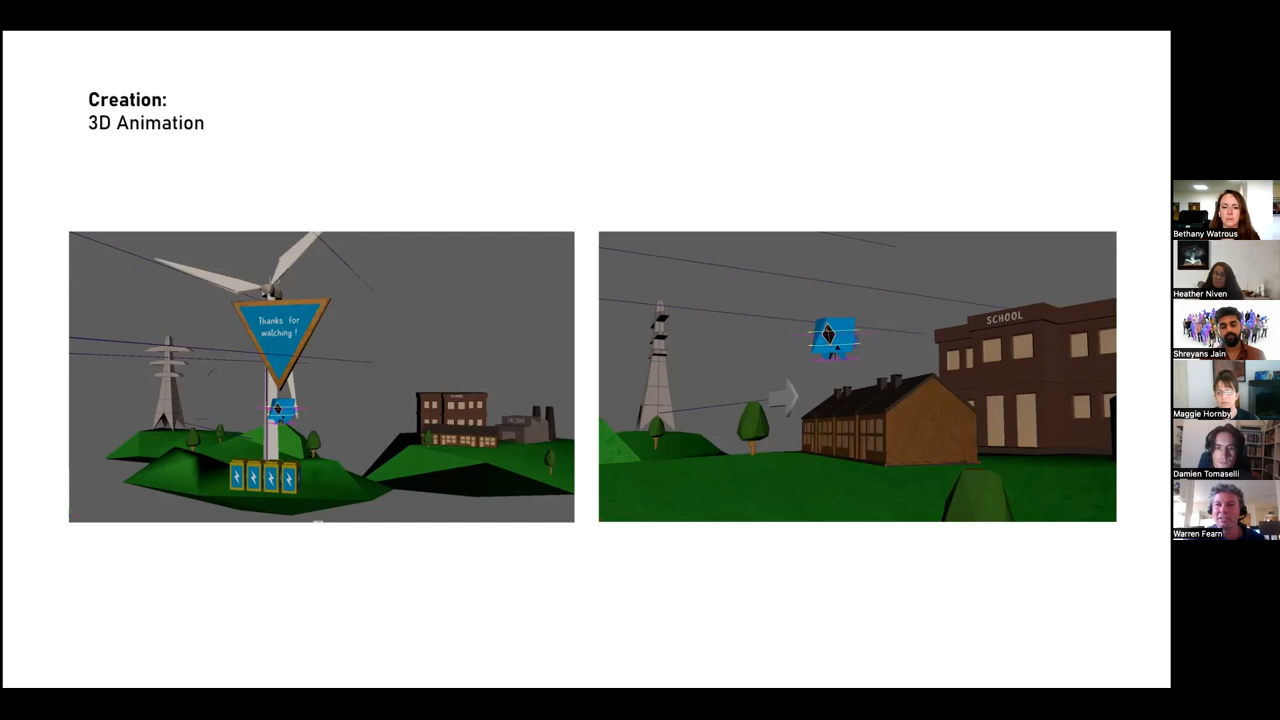 Creation:
3D Animation
Thanks for
watching!
SCHOOL
Bethany Watrous
Heather Niven
Shreyans Jain
Maggie Hornby
Damien Tomaselli
Warren Fearn